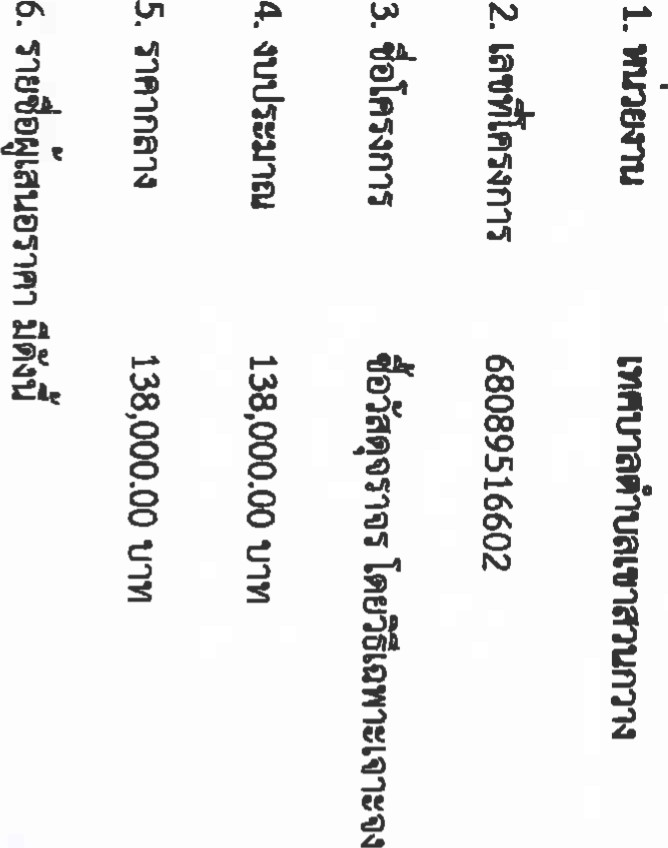 1. หน่วยงาน เทศบาลตำบลเขาสวนกวาง
2. เลขที่โครงการ 68089516602
3. ชื่อโครงการ ซื้อวัสดุจราจร โดยวิธีเฉพาะเจาะจง
4. งบประมาณ 138,000.00 บาท
5. ราคากลาง 138,000.00 บาท
6. รายชื่อผู้เสนอราคา มีดังนี้